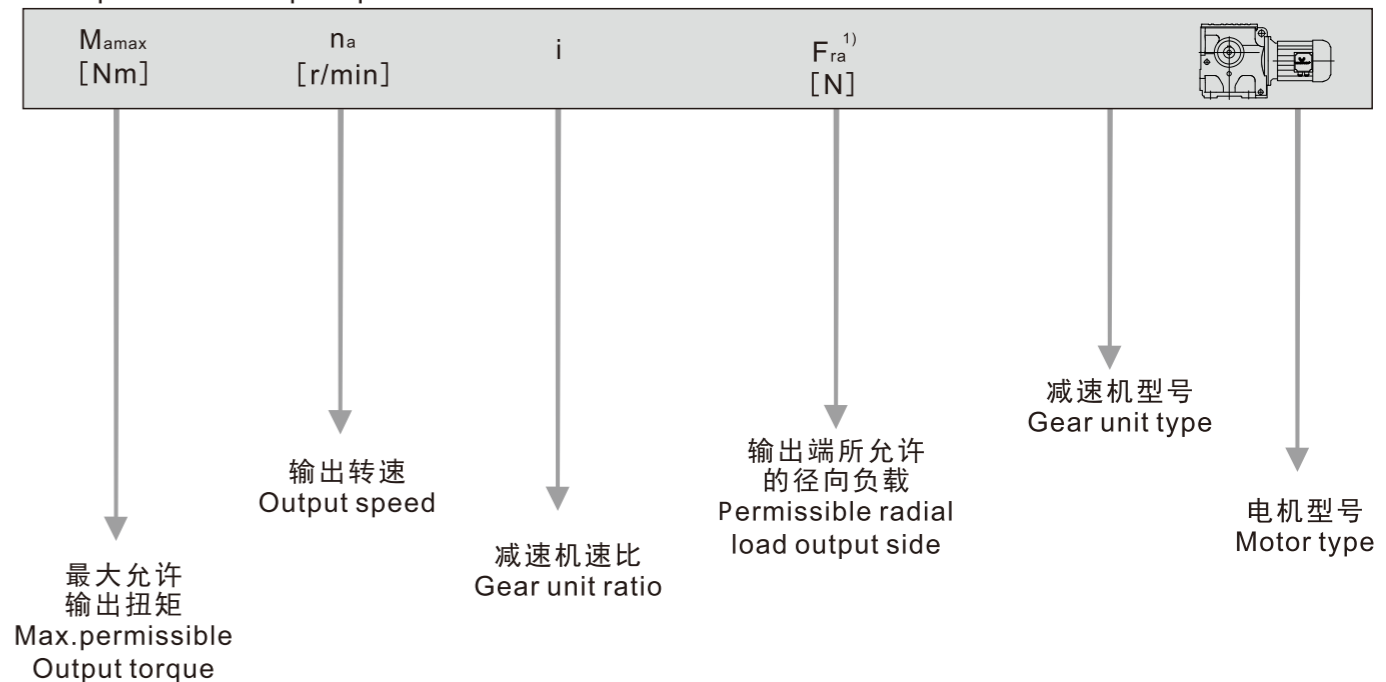 Mamax
[Nm]
na
[r/min]
i
Fra 1)
[N]
减速机型号
Gear unit type
输出转速
Output speed
输出端所允许
的径向负载
Permissible radial
load output side
电机型号
Motor type
减速机速比
Gear unit ratio
最大允许
输出扭矩
Max.permissible
Output torque